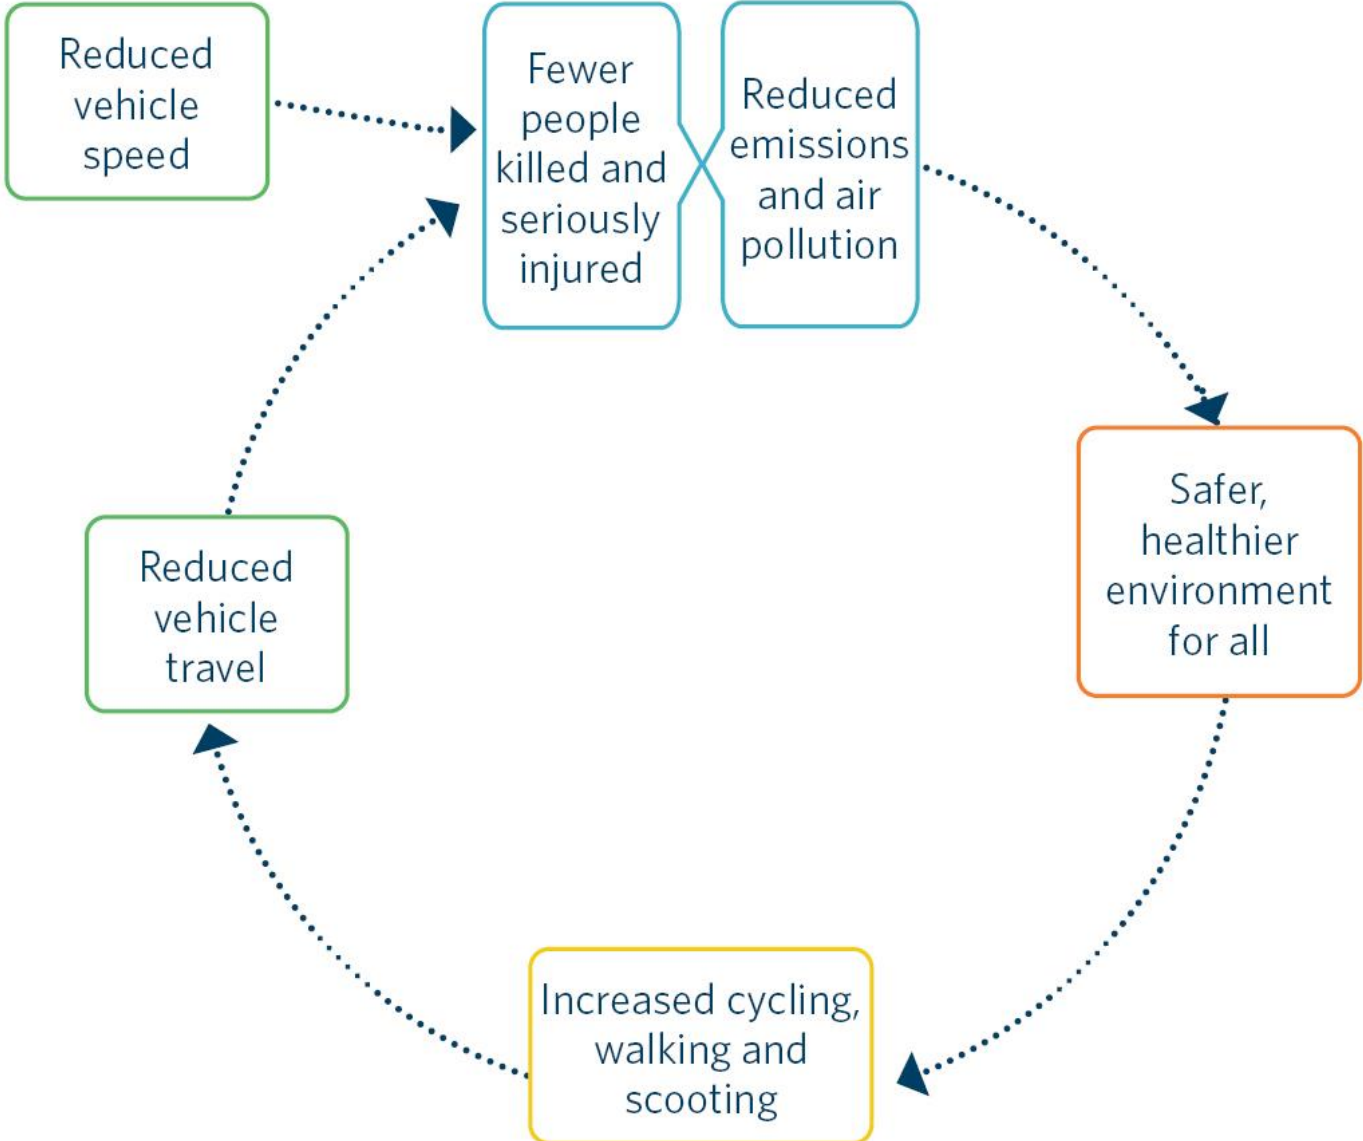 Reduced
vehicle
speed
Fewer
people
killed and
seriously
injured
Reduced
emissions
and air
pollution
Safer,
healthier
environment
for all
Increased cycling,
walking and
scooting
Reduced
vehicle
travel